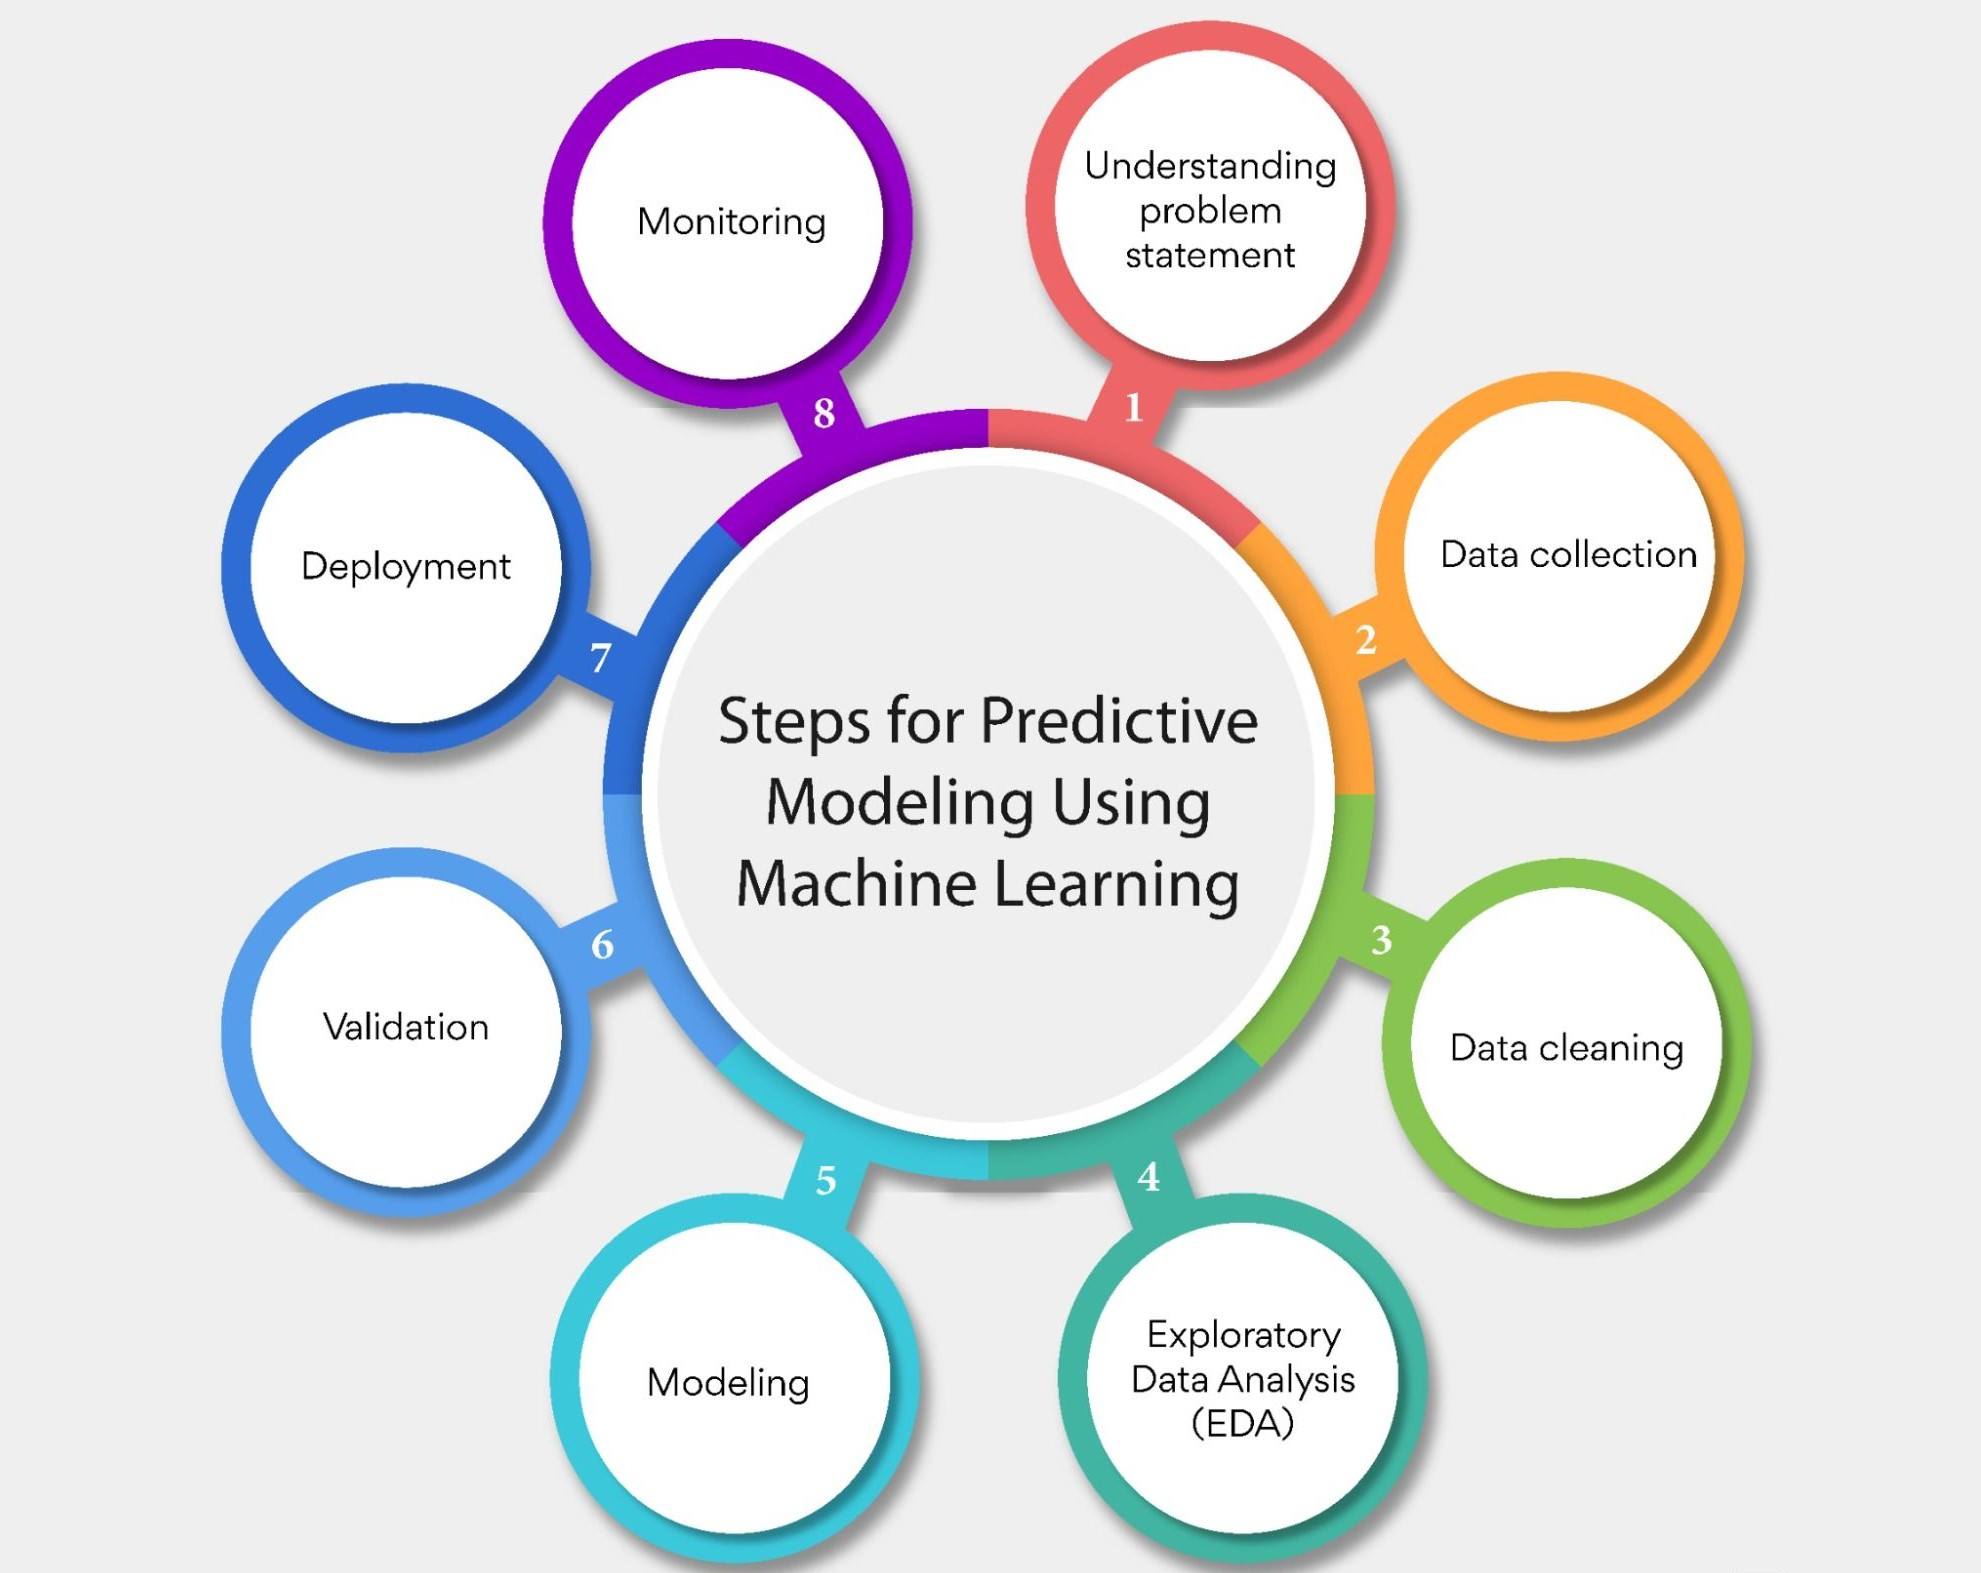 Steps for Predictive
Modeling Using
Machine Learning
1
Understanding
problem
statement
2
Data collection
3
Data cleaning
4
Exploratory
Data Analysis
(EDA)
5
Modeling
6
Validation
7
Deployment
8
Monitoring